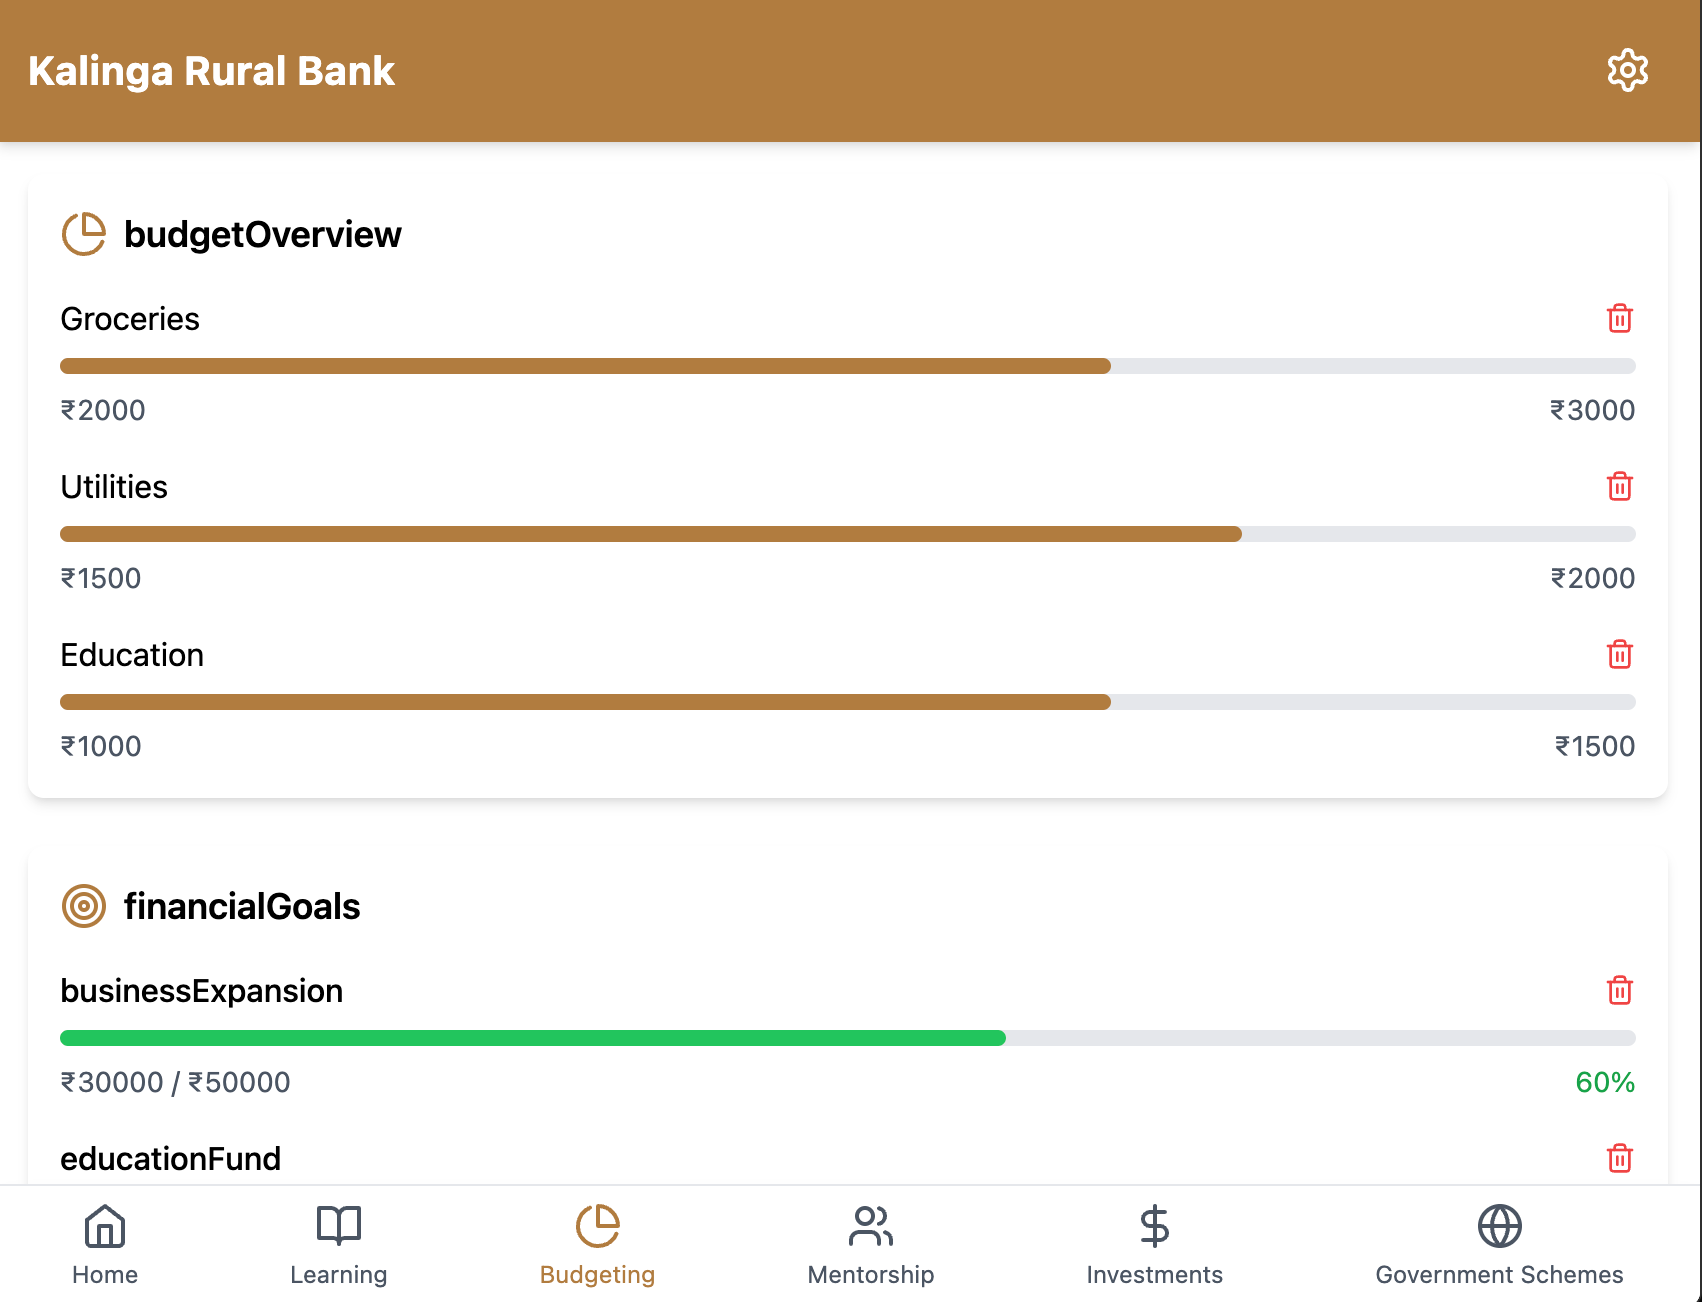 Kalinga Rural Bank
budgetOverview
Groceries
₹2000 ₹3000
Utilities
₹1500 ₹2000
Education
₹1000 ₹1500
financialGoals
businessExpansion
₹30000 / ₹50000 60%
educationFund
Home Learning Budgeting Mentorship Investments Government Schemes